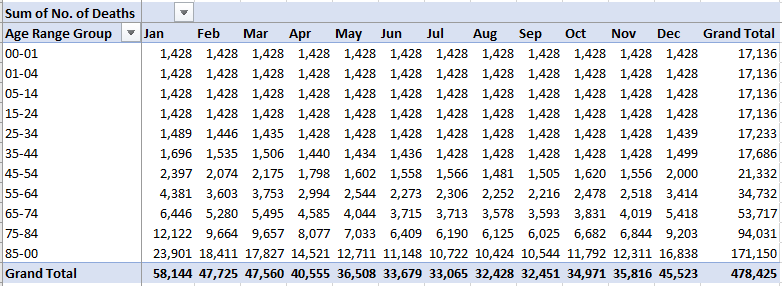 Sum of No. of Deaths
Age Range Group Jan Feb Mar Apr May Jun Jul Aug Sep Oct Nov Dec Grand Total
00-01 1,428 1,428 1,428 1,428 1,428 1,428 1,428 1,428 1,428 1,428 1,428 1,428 17,136
01-04 1,428 1,428 1,428 1,428 1,428 1,428 1,428 1,428 1,428 1,428 1,428 1,428 17,136
05-14 1,428 1,428 1,428 1,428 1,428 1,428 1,428 1,428 1,428 1,428 1,428 1,428 17,136
15-24 1,428 1,428 1,428 1,428 1,428 1,428 1,428 1,428 1,428 1,428 1,428 1,428 17,136
25-34 1,489 1,446 1,435 1,428 1,428 1,428 1,428 1,428 1,428 1,428 1,428 1,439 17,233
35-44 1,696 1,535 1,506 1,440 1,434 1,436 1,428 1,428 1,428 1,428 1,428 1,499 17,686
45-54 2,397 2,074 2,175 1,798 1,602 1,558 1,566 1,481 1,505 1,620 1,556 2,000 21,332
55-64 4,381 3,603 3,753 2,994 2,544 2,273 2,306 2,252 2,216 2,478 2,518 3,414 34,732
65-74 6,446 5,280 5,495 4,585 4,044 3,715 3,713 3,578 3,593 3,831 4,019 5,418 53,717
75-84 12,122 9,664 9,657 8,077 7,033 6,409 6,190 6,125 6,025 6,682 6,844 9,203 94,031
85-00 23,901 18,411 17,827 14,521 12,711 11,148 10,722 10,424 10,544 11,792 12,311 16,838 171,150
Grand Total 58,144 47,725 47,560 40,555 36,508 33,679 33,065 32,428 32,451 34,971 35,816 45,523 478,425